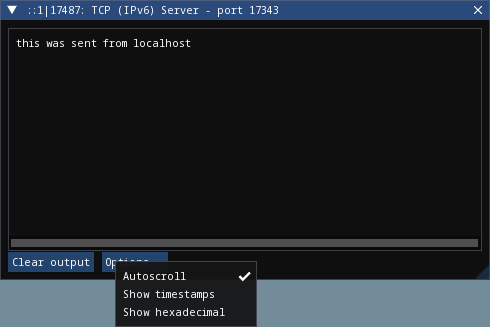 ::1|17487: TCP (IPv6) Server - port 17343
this was sent from localhost
Clear output
Options...
Autoscroll
Show timestamps
Show hexadecimal